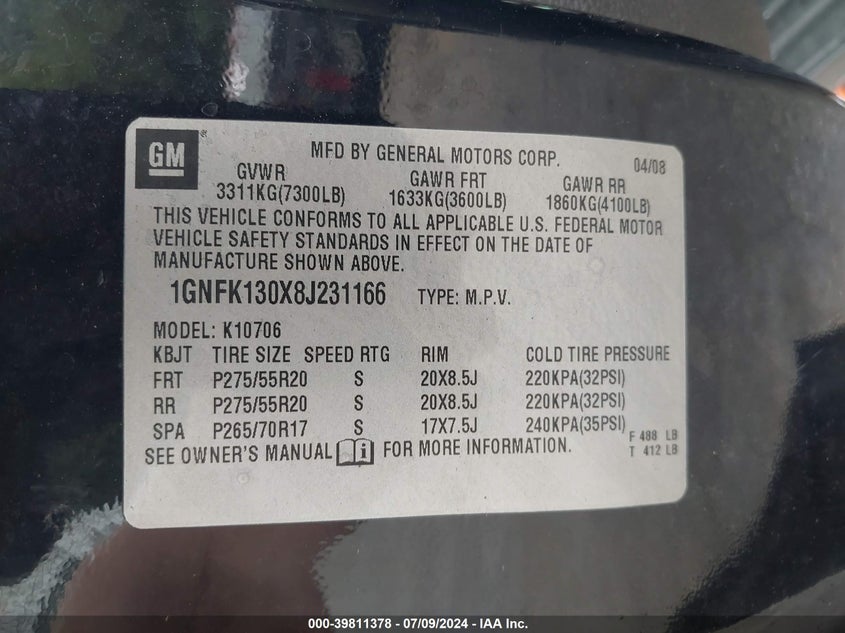 GM
MFD BY GENERAL MOTORS CORP. 04/08
GVWR GAWR FRT GAWR RR
3311KG(7300LB) 1633KG(3600LB) 1860KG(4100LB)
THIS VEHICLE CONFORMS TO ALL APPLICABLE U.S. FEDERAL MOTOR
VEHICLE SAFETY STANDARDS IN EFFECT ON THE DATE OF
MANUFACTURE SHOWN ABOVE.
1GNFK130X8J231166 TYPE: M.P.V.
MODEL: K10706
KBJT TIRE SIZE SPEED RTG RIM COLD TIRE PRESSURE
FRT P275/55R20 S 20X8.5J 220KPA(32PSI)
RR P275/55R20 S 20X8.5J 220KPA(32PSI)
SPA P265/70R17 S 17X7.5J 240KPA(35PSI)
F 488 LB
SEE OWNER'S MANUAL i FOR MORE INFORMATION. T 412 LB
000-39811378 / 07/09/2024 - IAA Inc.